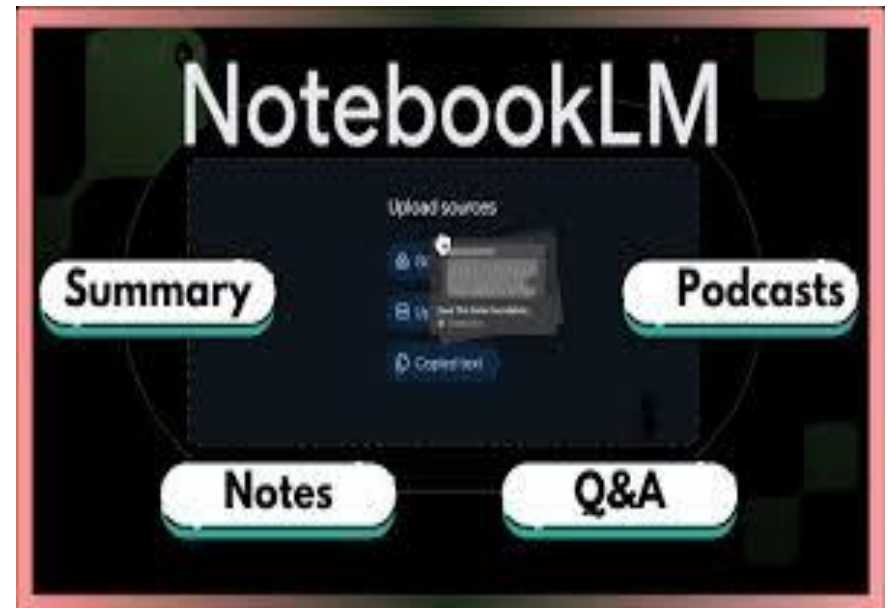 NotebookLM
Upload sources
Summary
Podcasts
Copied text
Notes
Q&A